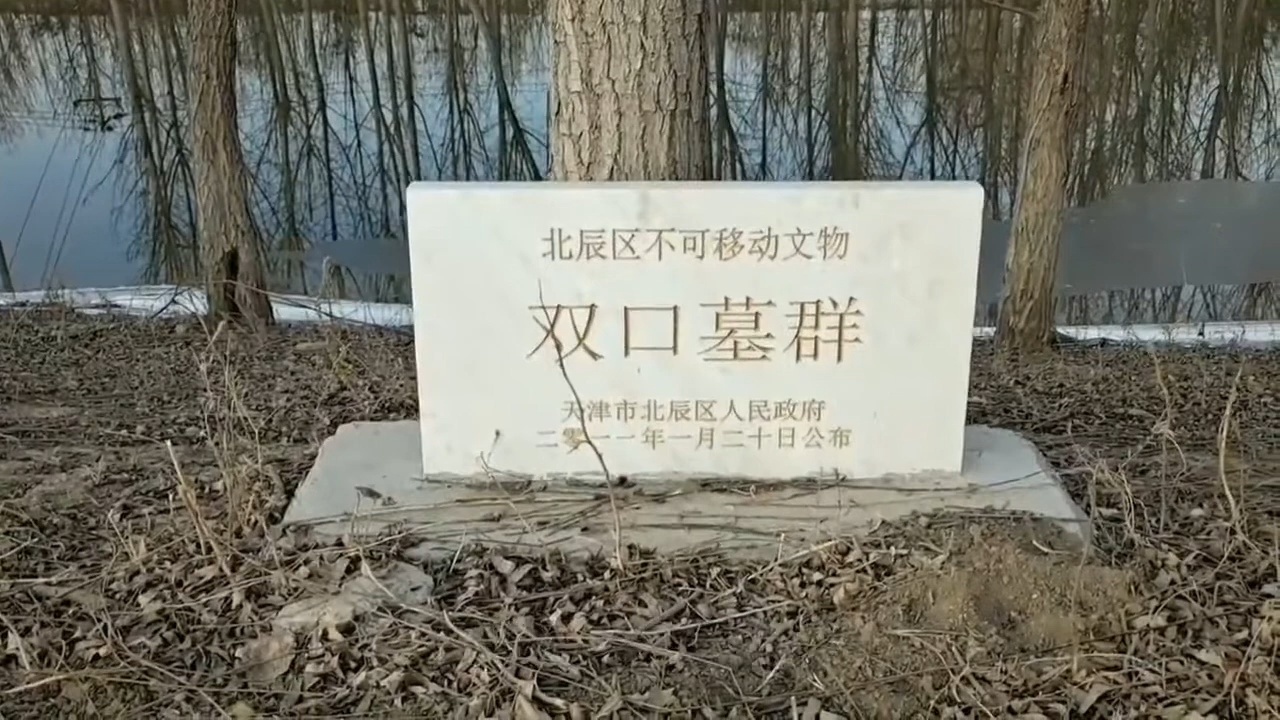 北辰区不可移动文物
双口墓群
天津市北辰区人民政府
二零一一年一月二十日公布